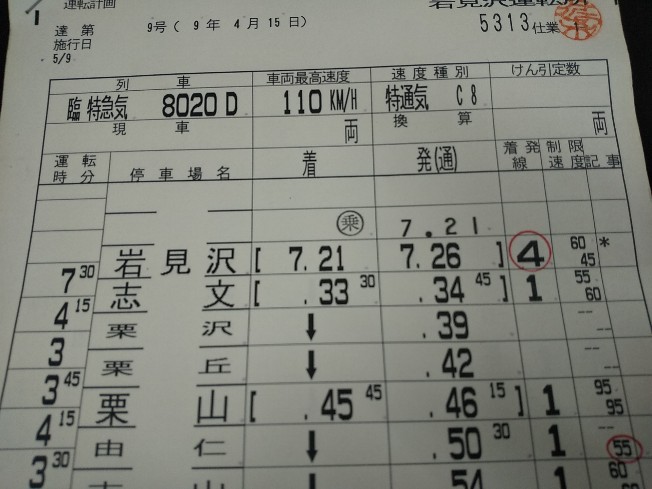 運転計画
岩見沢運転所
達 第 9号 ( 9 年 4 月 15 日)
5313 仕業
施行日
5/9
列 車 車両最高速度 速度種別 けん引定数
臨 特急気 8020 D 110 KM/H 特通気 C 8
現 車 両 換 算 両
運転時分 停車場名 着 発(通) 着発線 制限速度 記事
乗 7.21
岩見沢 [ 7.21 7.26 ] 4 60 45 *
7 30
志文 [ .33 30 .34 45 ] 1 55 60
4 15
栗沢 ↓ .39 --
3
栗丘 ↓ .42 --
3 45
栗山 [ .45 45 .46 15 ] 1 95 95
4 15
由仁 ↓ .50 30 1 -- 55
3 30
山 ↓ .54 1 60